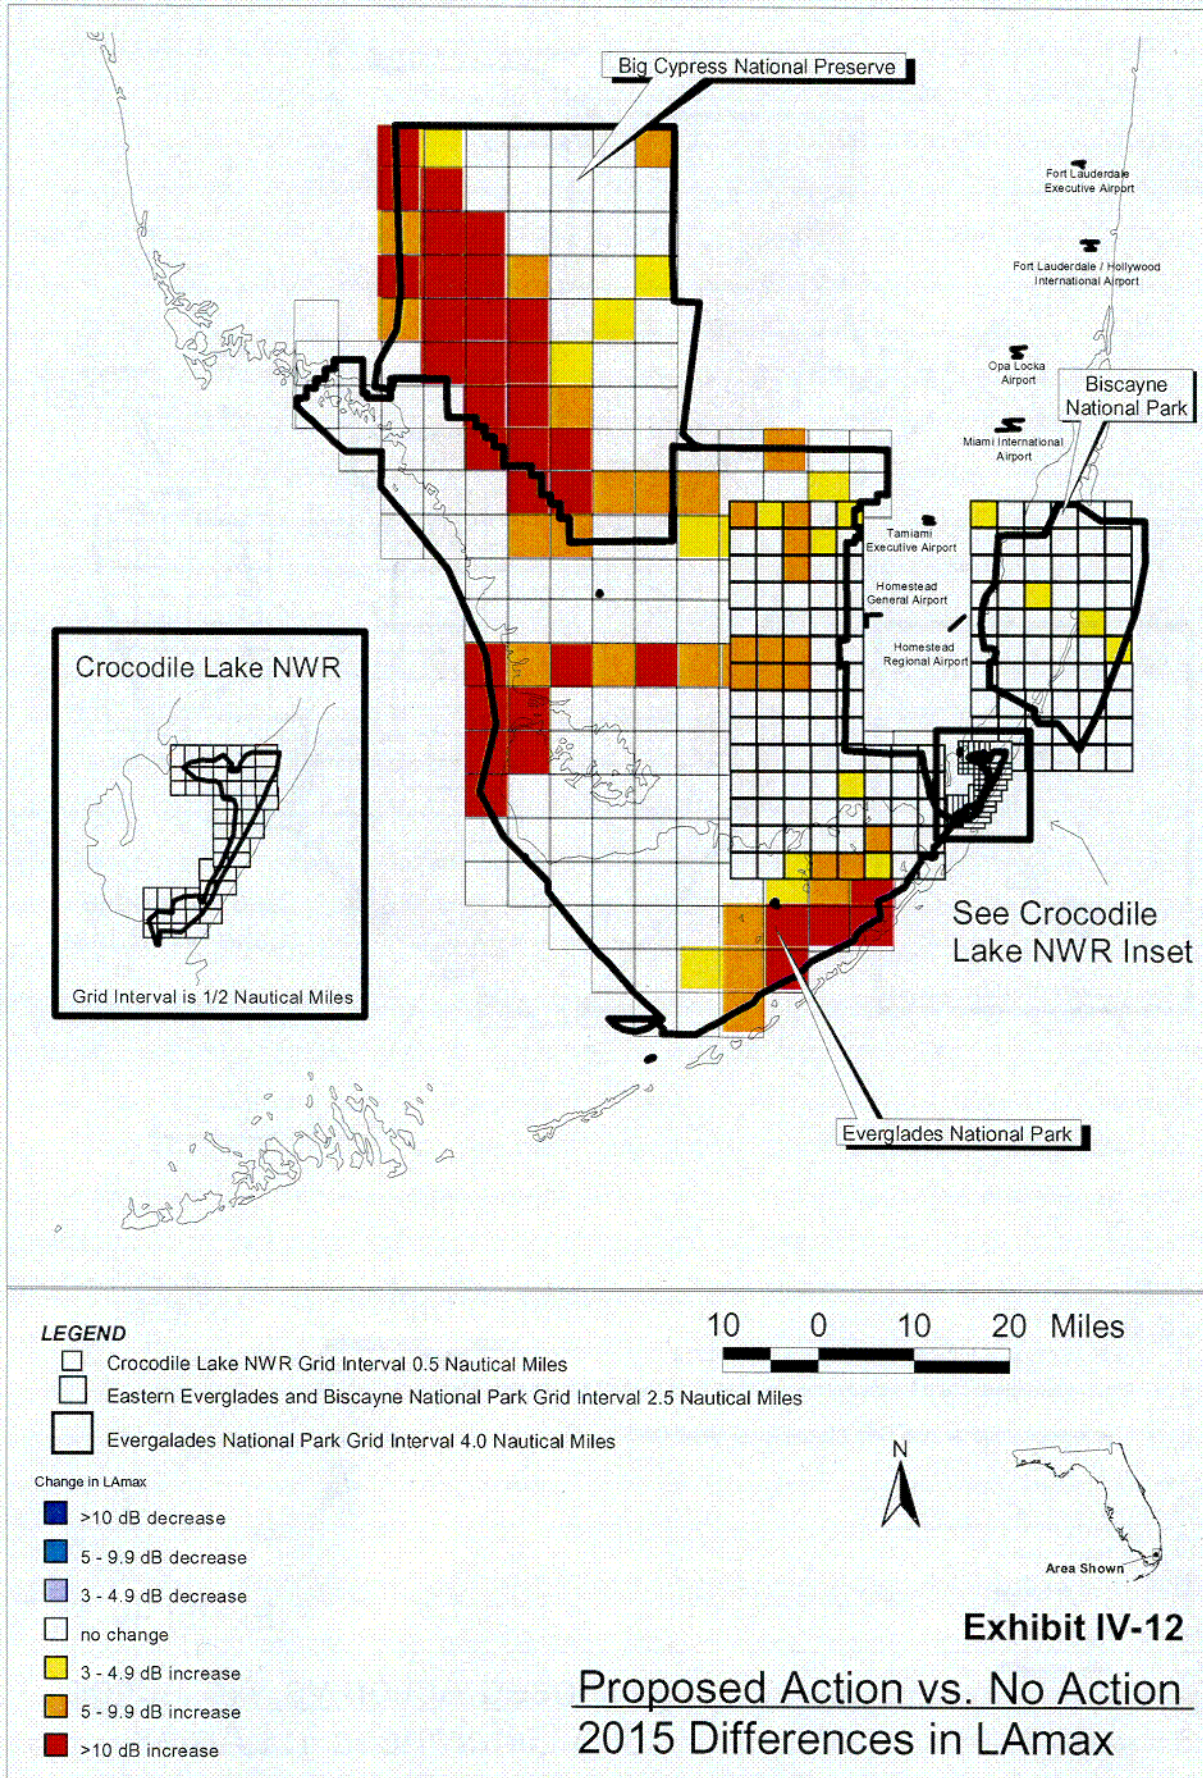 Big Cypress National Preserve
Fort Lauderdale
Executive Airport
Fort Lauderdale / Hollywood
International Airport
Opa Locka
Airport
Biscayne
National Park
Miami International
Airport
Tamiami
Executive Airport
Homestead
General Airport
Homestead
Regional Airport
Crocodile Lake NWR
Grid Interval is 1/2 Nautical Miles
See Crocodile
Lake NWR Inset
Everglades National Park
LEGEND
Crocodile Lake NWR Grid Interval 0.5 Nautical Miles
Eastern Everglades and Biscayne National Park Grid Interval 2.5 Nautical Miles
Evergalades National Park Grid Interval 4.0 Nautical Miles
10 0 10 20 Miles
Change in LAmax
>10 dB decrease
5 - 9.9 dB decrease
3 - 4.9 dB decrease
no change
3 - 4.9 dB increase
5 - 9.9 dB increase
>10 dB increase
N
Area Shown
Exhibit IV-12
Proposed Action vs. No Action
2015 Differences in LAmax